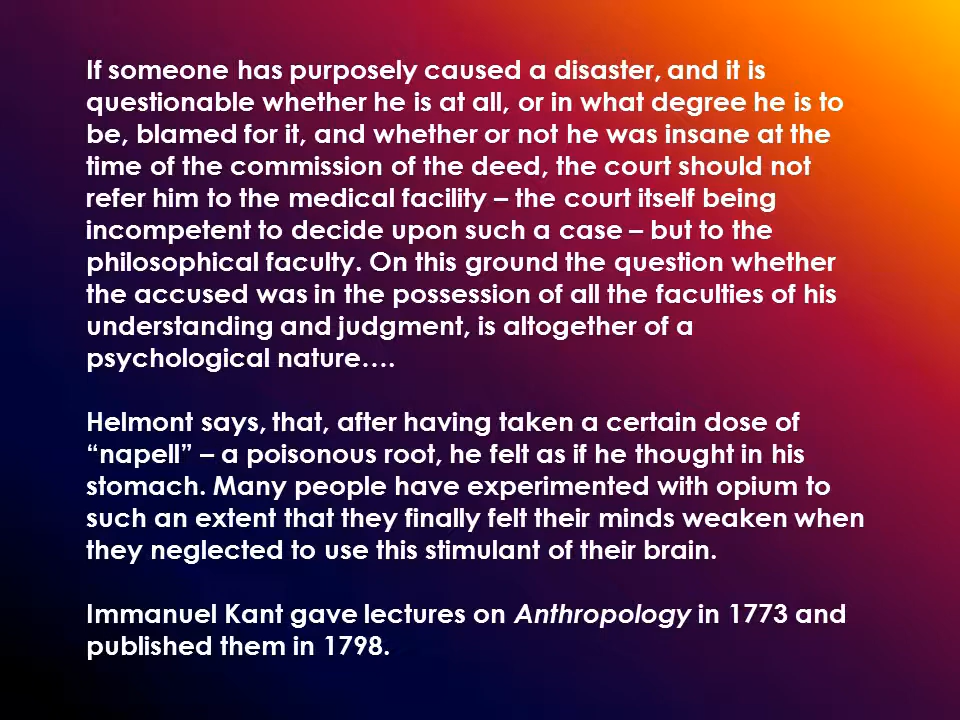 If someone has purposely caused a disaster, and it is
questionable whether he is at all, or in what degree he is to
be, blamed for it, and whether or not he was insane at the
time of the commission of the deed, the court should not
refer him to the medical facility – the court itself being
incompetent to decide upon such a case – but to the
philosophical faculty. On this ground the question whether
the accused was in the possession of all the faculties of his
understanding and judgment, is altogether of a
psychological nature….
Helmont says, that, after having taken a certain dose of
“napell” – a poisonous root, he felt as if he thought in his
stomach. Many people have experimented with opium to
such an extent that they finally felt their minds weaken when
they neglected to use this stimulant of their brain.
Immanuel Kant gave lectures on Anthropology in 1773 and
published them in 1798.